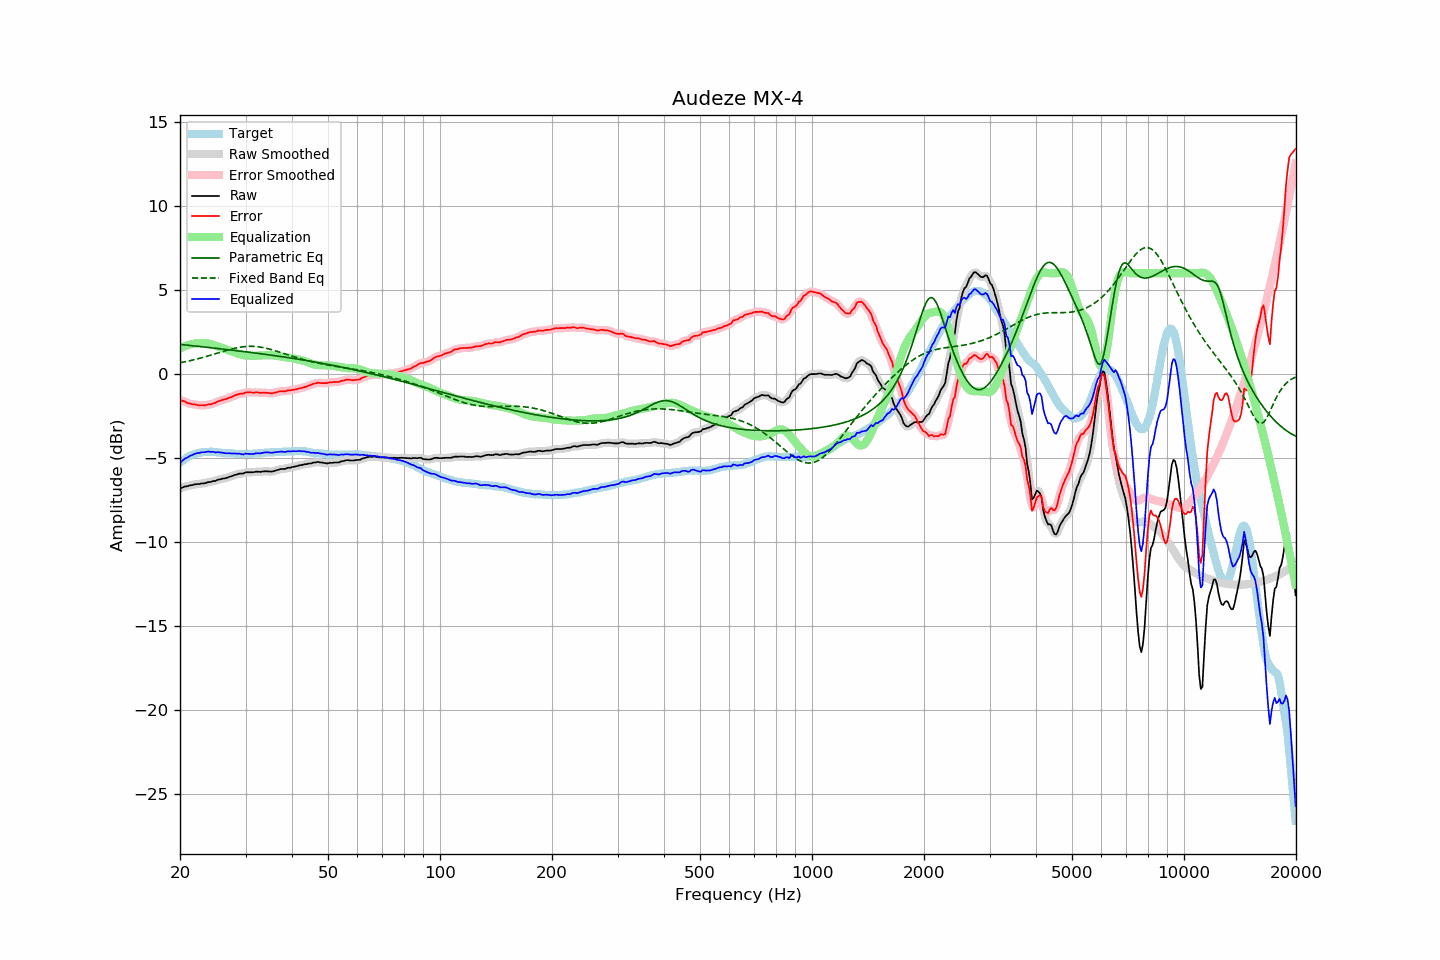 Audeze MX-4
Amplitude (dBr)
15
10
5
0
−5
−10
−15
−20
−25
Target
Raw Smoothed
Error Smoothed
Raw
Error
Equalization
Parametric Eq
Fixed Band Eq
Equalized
20 50 100 200 500 1000 2000 5000 10000 20000
Frequency (Hz)